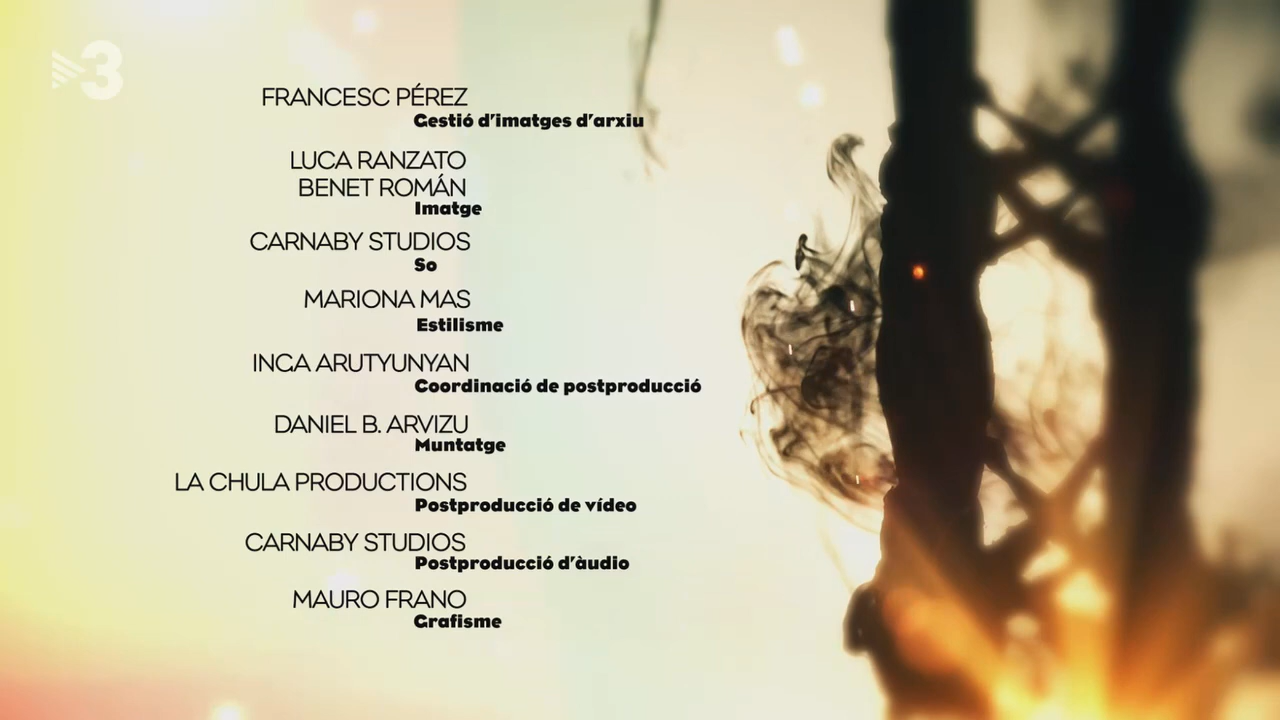 3
FRANCESC PÉREZ
Gestió d'imatges d'arxiu
LUCA RANZATO
BENET ROMÁN
Imatge
CARNABY STUDIOS
So
MARIONA MAS
Estilisme
INGA ARUTYUNYAN
Coordinació de postproducció
DANIEL B. ARVIZU
Muntatge
LA CHULA PRODUCTIONS
Postproducció de vídeo
CARNABY STUDIOS
Postproducció d'àudio
MAURO FRANO
Grafisme